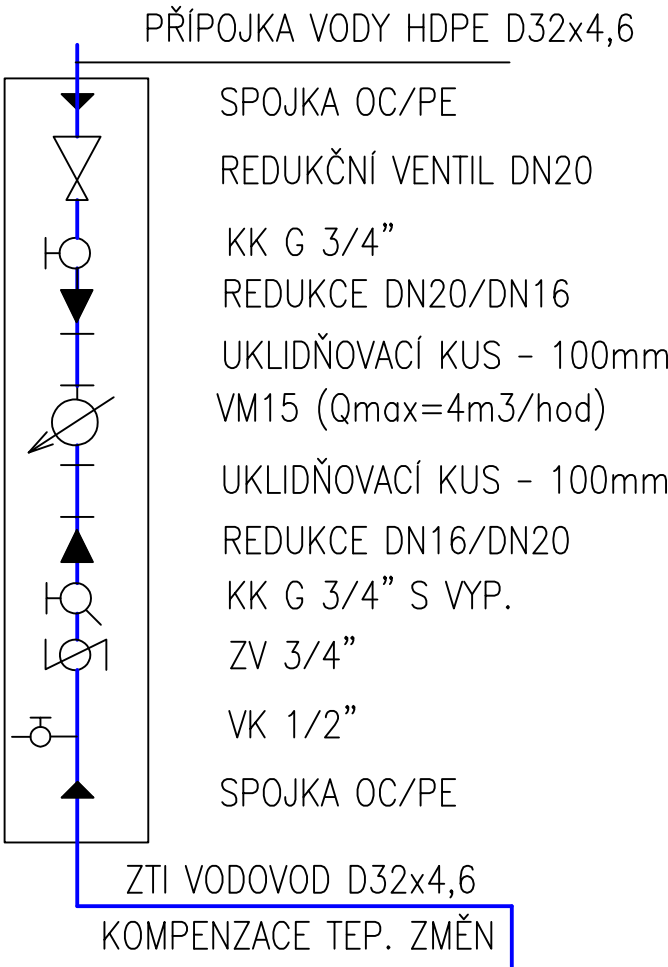 PŘÍPOJKA VODY HDPE D32x4,6
SPOJKA OC/PE
REDUKČNÍ VENTIL DN20
KK G 3/4”
REDUKCE DN20/DN16
UKLIDŇOVACÍ KUS - 100mm
VM15 (Qmax=4m3/hod)
UKLIDŇOVACÍ KUS - 100mm
REDUKCE DN16/DN20
KK G 3/4” S VYP.
ZV 3/4”
VK 1/2”
SPOJKA OC/PE
ZTI VODOVOD D32x4,6
KOMPENZACE TEP. ZMĚN